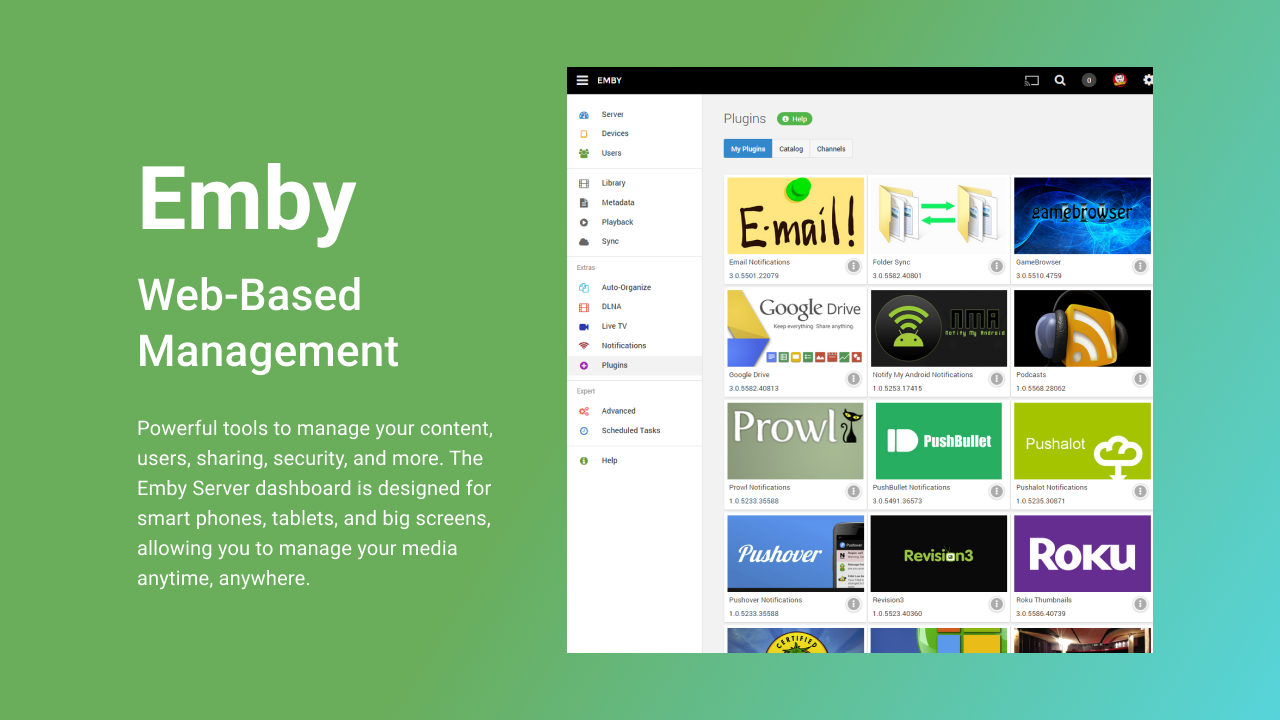 Emby
Web-Based
Management
Powerful tools to manage your content,
users, sharing, security, and more. The
Emby Server dashboard is designed for
smart phones, tablets, and big screens,
allowing you to manage your media
anytime, anywhere.
EMBY
0
Server
Devices
Users
Library
Metadata
Playback
Sync
Extras
Auto-Organize
DLNA
Live TV
Notifications
Plugins
Expert
Advanced
Scheduled Tasks
Help
Plugins
Help
My Plugins Catalog Channels
E-mail!
Email Notifications
3.0.5501.22079
Folder Sync
3.0.5582.40801
gamebrowser
GameBrowser
3.0.5510.4759
Google Drive
Keep everything. Share anything.
Google Drive
3.0.5582.40813
NMA
Notify My Android
Notify My Android Notifications
1.0.5253.17415
Podcasts
1.0.5568.28062
Prowl
Prowl Notifications
1.0.5233.35588
PushBullet
PushBullet Notifications
3.0.5491.36573
Pushalot
Pushalot Notifications
1.0.5235.30871
Pushover
Pushover
Pushover Notifications
1.0.5233.35588
Revision3
Revision3
1.0.5523.40360
Roku
Roku Thumbnails
3.0.5586.40739
CERTIFIED